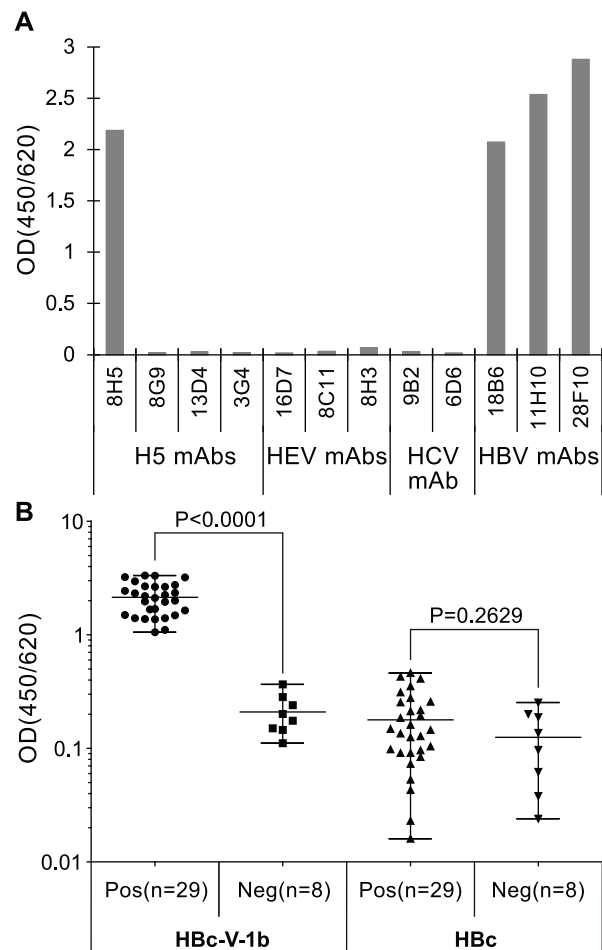 A
3
2.5
2
1.5
1
0.5
0
OD(450/620)
8H5
8G9
13D4
3G4
16D7
8C11
8H3
9B2
6D6
18B6
11H10
28F10
H5 mAbs
HEV mAbs
HCV
mAb
HBV mAbs
B
10
1
0.1
0.01
OD(450/620)
P<0.0001
P=0.2629
Pos(n=29) Neg(n=8) Pos(n=29) Neg(n=8)
HBc-V-1b HBc